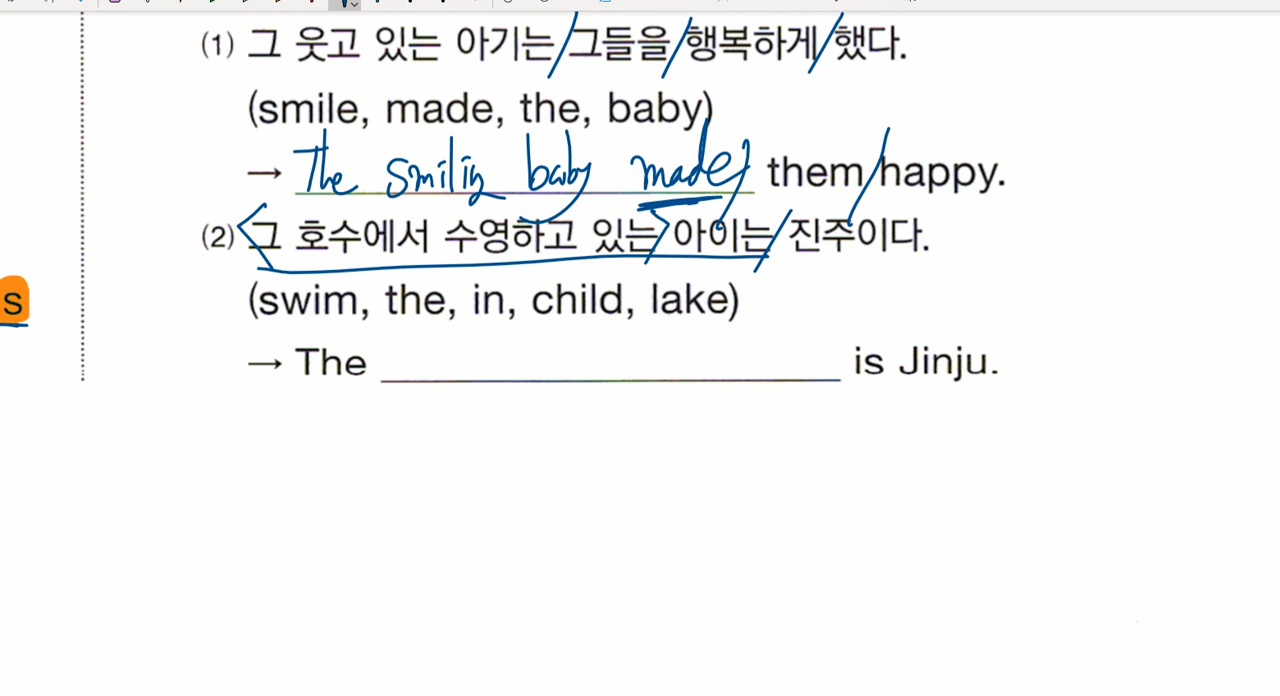 (1) 그 웃고 있는 아기는/그들을/행복하게/했다.
(smile, made, the, baby)
→ The smiling baby made them/happy.
(2) <그 호수에서 수영하고 있는> 아이는/진주이다.
s
(swim, the, in, child, lake)
→ The ____ is Jinju.